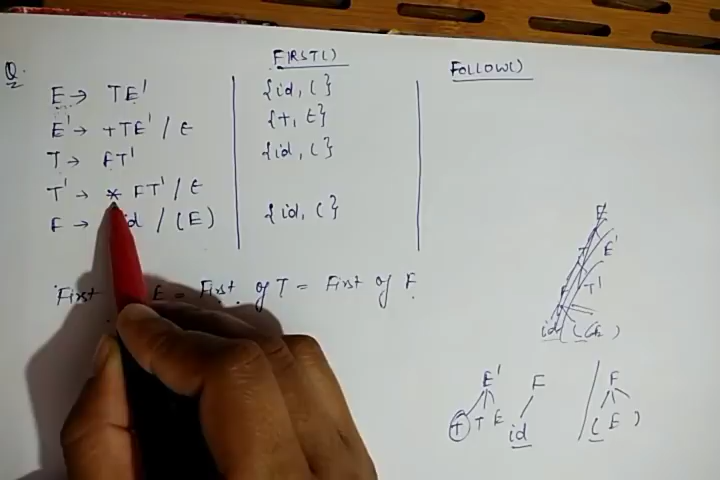 Q. FIRST() FOLLOW()
E → TE' {id, (}
E' → +TE' / ε {+, ε}
T → FT' {id, (}
T' → * FT' / ε
F → id / (E) {id, (}
First E = First of T = First of F.
E
T E'
F T'
id (E)
E' F F
+ T E id ( E )